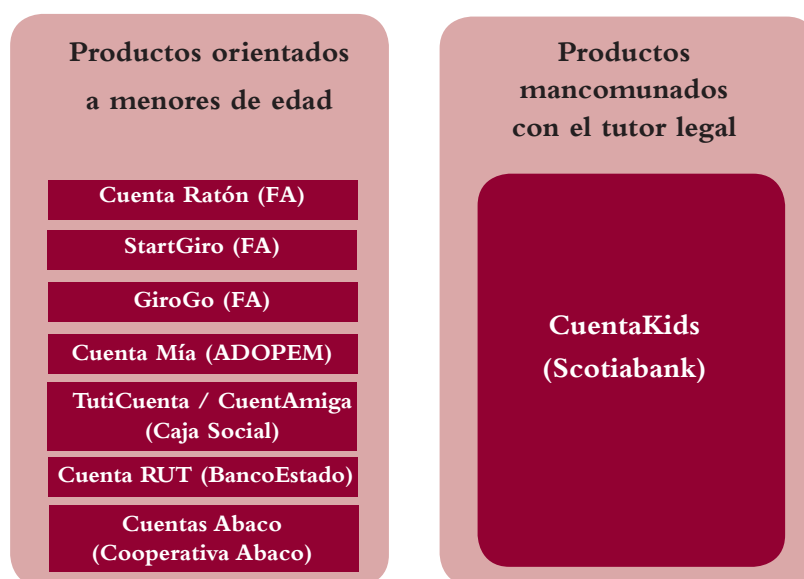 Productos orientados
a menores de edad
Cuenta Ratón (FA)
StartGiro (FA)
GiroGo (FA)
Cuenta Mía (ADOPEM)
TutiCuenta / CuentAmiga
(Caja Social)
Cuenta RUT (BancoEstado)
Cuentas Abaco
(Cooperativa Abaco)
Productos
mancomunados
con el tutor legal
CuentaKids
(Scotiabank)